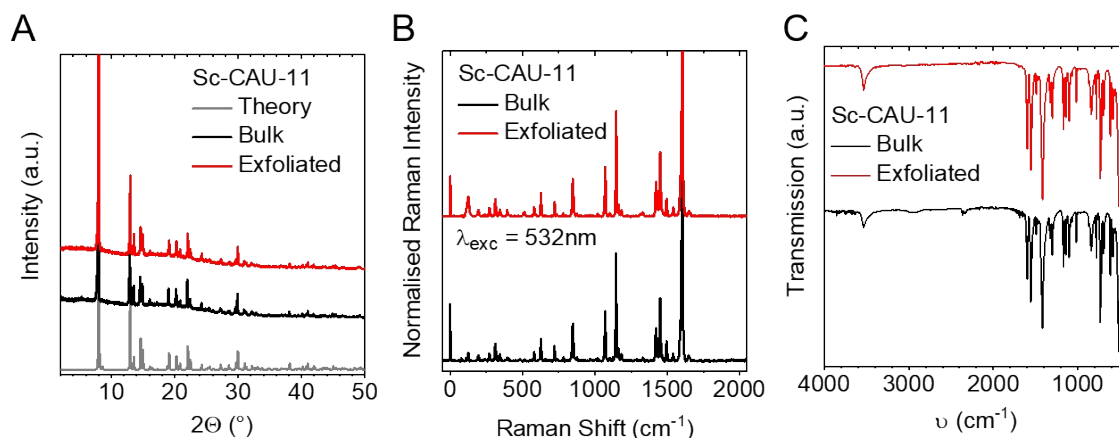 A
Intensity (a.u.)
Sc-CAU-11
Theory
Bulk
Exfoliated
10 20 30 40 50
2Θ (°)
B
Normalised Raman Intensity
Sc-CAU-11
Bulk
Exfoliated
λexc = 532nm
0 500 1000 1500 2000
Raman Shift (cm⁻¹)
C
Transmission (a.u.)
Sc-CAU-11
Bulk
Exfoliated
4000 3000 2000 1000
υ (cm⁻¹)